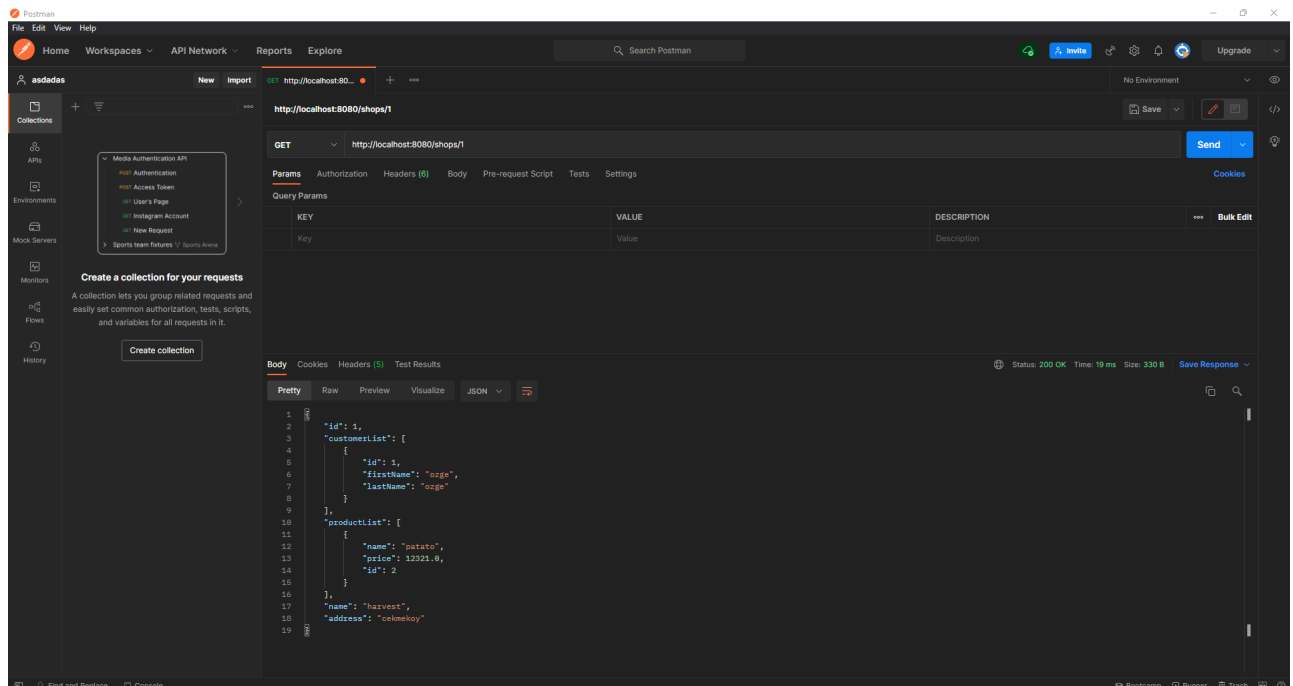 Postman
File Edit View Help
Home Workspaces API Network Reports Explore Search Postman Invite Upgrade
asdadas New Import GET http://localhost:80... No Environment
http://localhost:8080/shops/1 Save
Collections
APIs
Environments
Mock Servers
Monitors
Flows
History
Media Authentication API
POST Authentication
POST Access Token
GET User's Page
GET Instagram Account
GET New Request
Sports team fixtures Sports Arena
Create a collection for your requests
A collection lets you group related requests and
easily set common authorization, tests, scripts,
and variables for all requests in it.
Create collection
GET http://localhost:8080/shops/1 Send
Params Authorization Headers (6) Body Pre-request Script Tests Settings Cookies
Query Params
KEY VALUE DESCRIPTION Bulk Edit
Key Value Description
Body Cookies Headers (5) Test Results Status: 200 OK Time: 19 ms Size: 330 B Save Response
Pretty Raw Preview Visualize JSON
1 {
2 "id": 1,
3 "customerList": [
4 {
5 "id": 1,
6 "firstName": "ozge",
7 "lastName": "ozge"
8 }
9 ],
10 "productList": [
11 {
12 "name": "patato",
13 "price": 12321.0,
14 "id": 2
15 }
16 ],
17 "name": "harvest",
18 "address": "cekmekoy"
19 }
Find and Replace Console Bootcamp Runner Trash